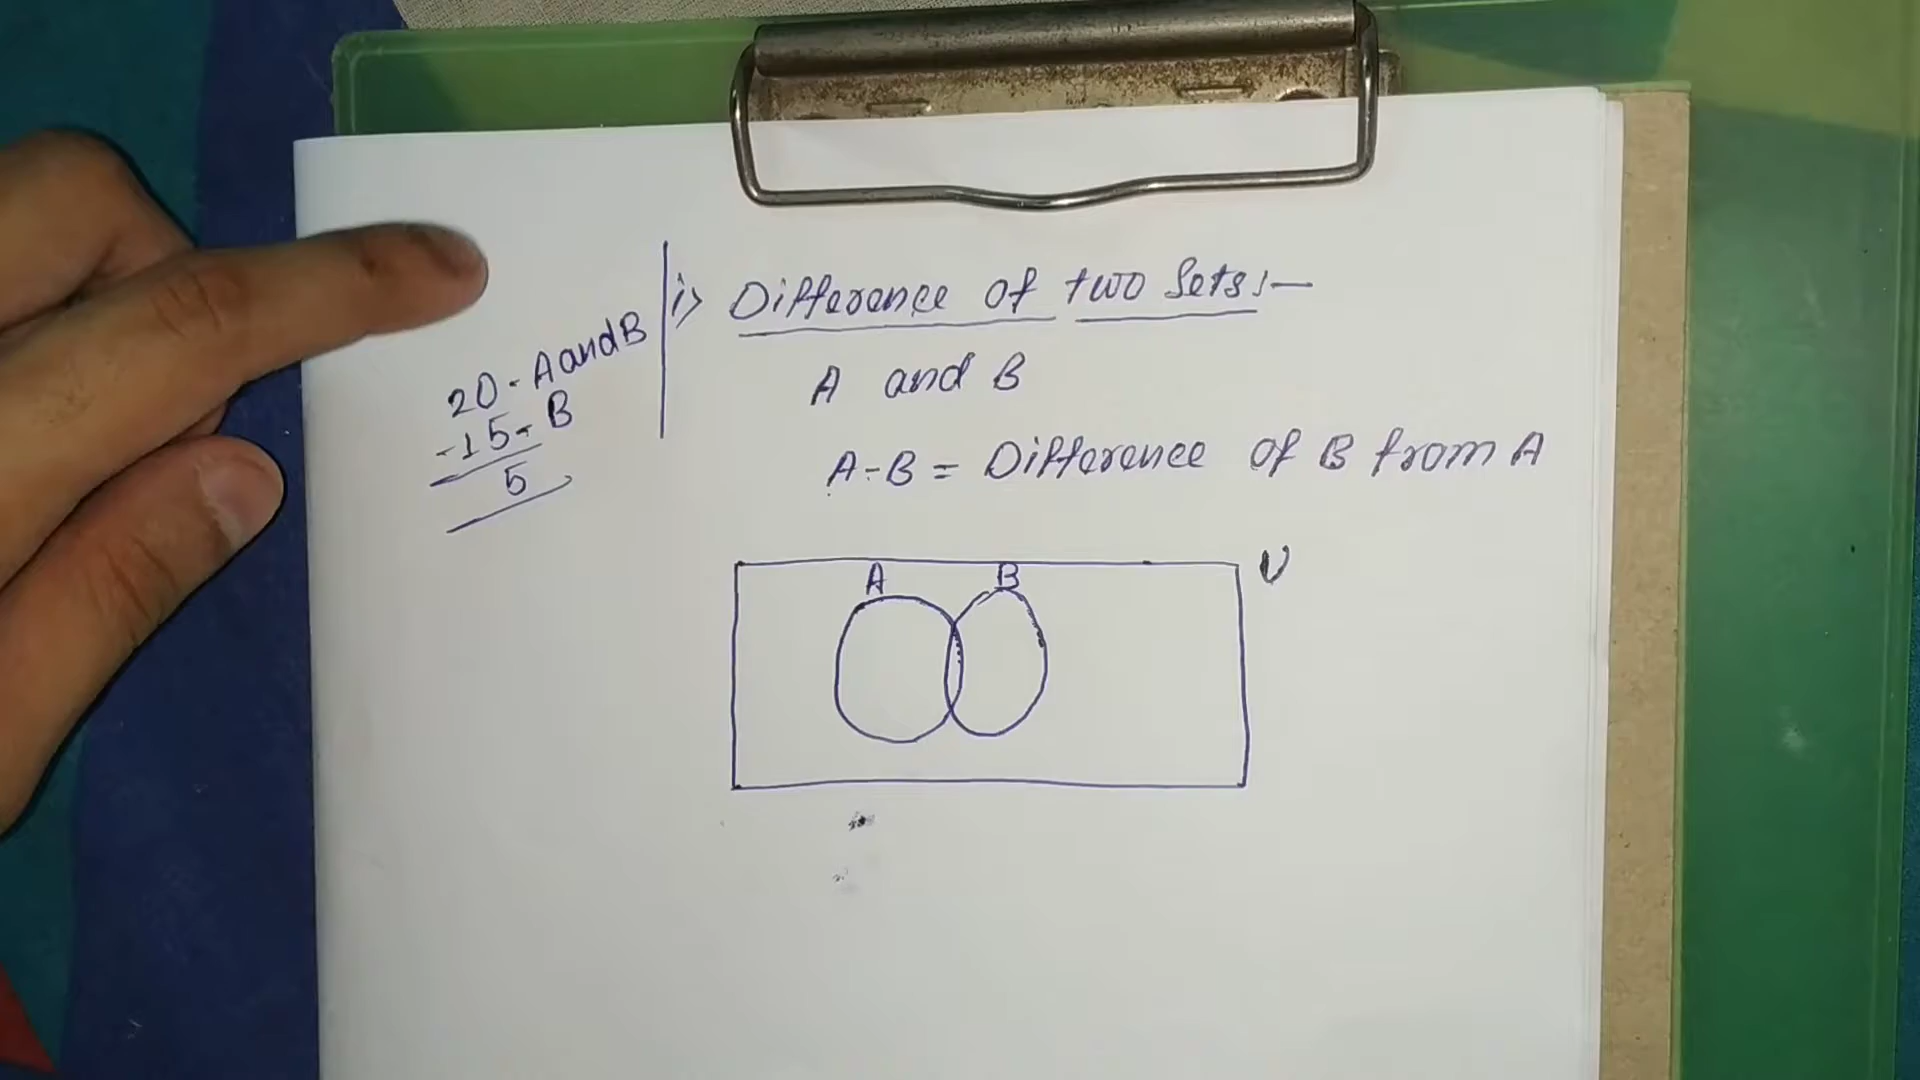 i> Difference of two Sets:-
A and B
A-B = Difference of B from A
20 - A and B
-15 - B
5
A B U